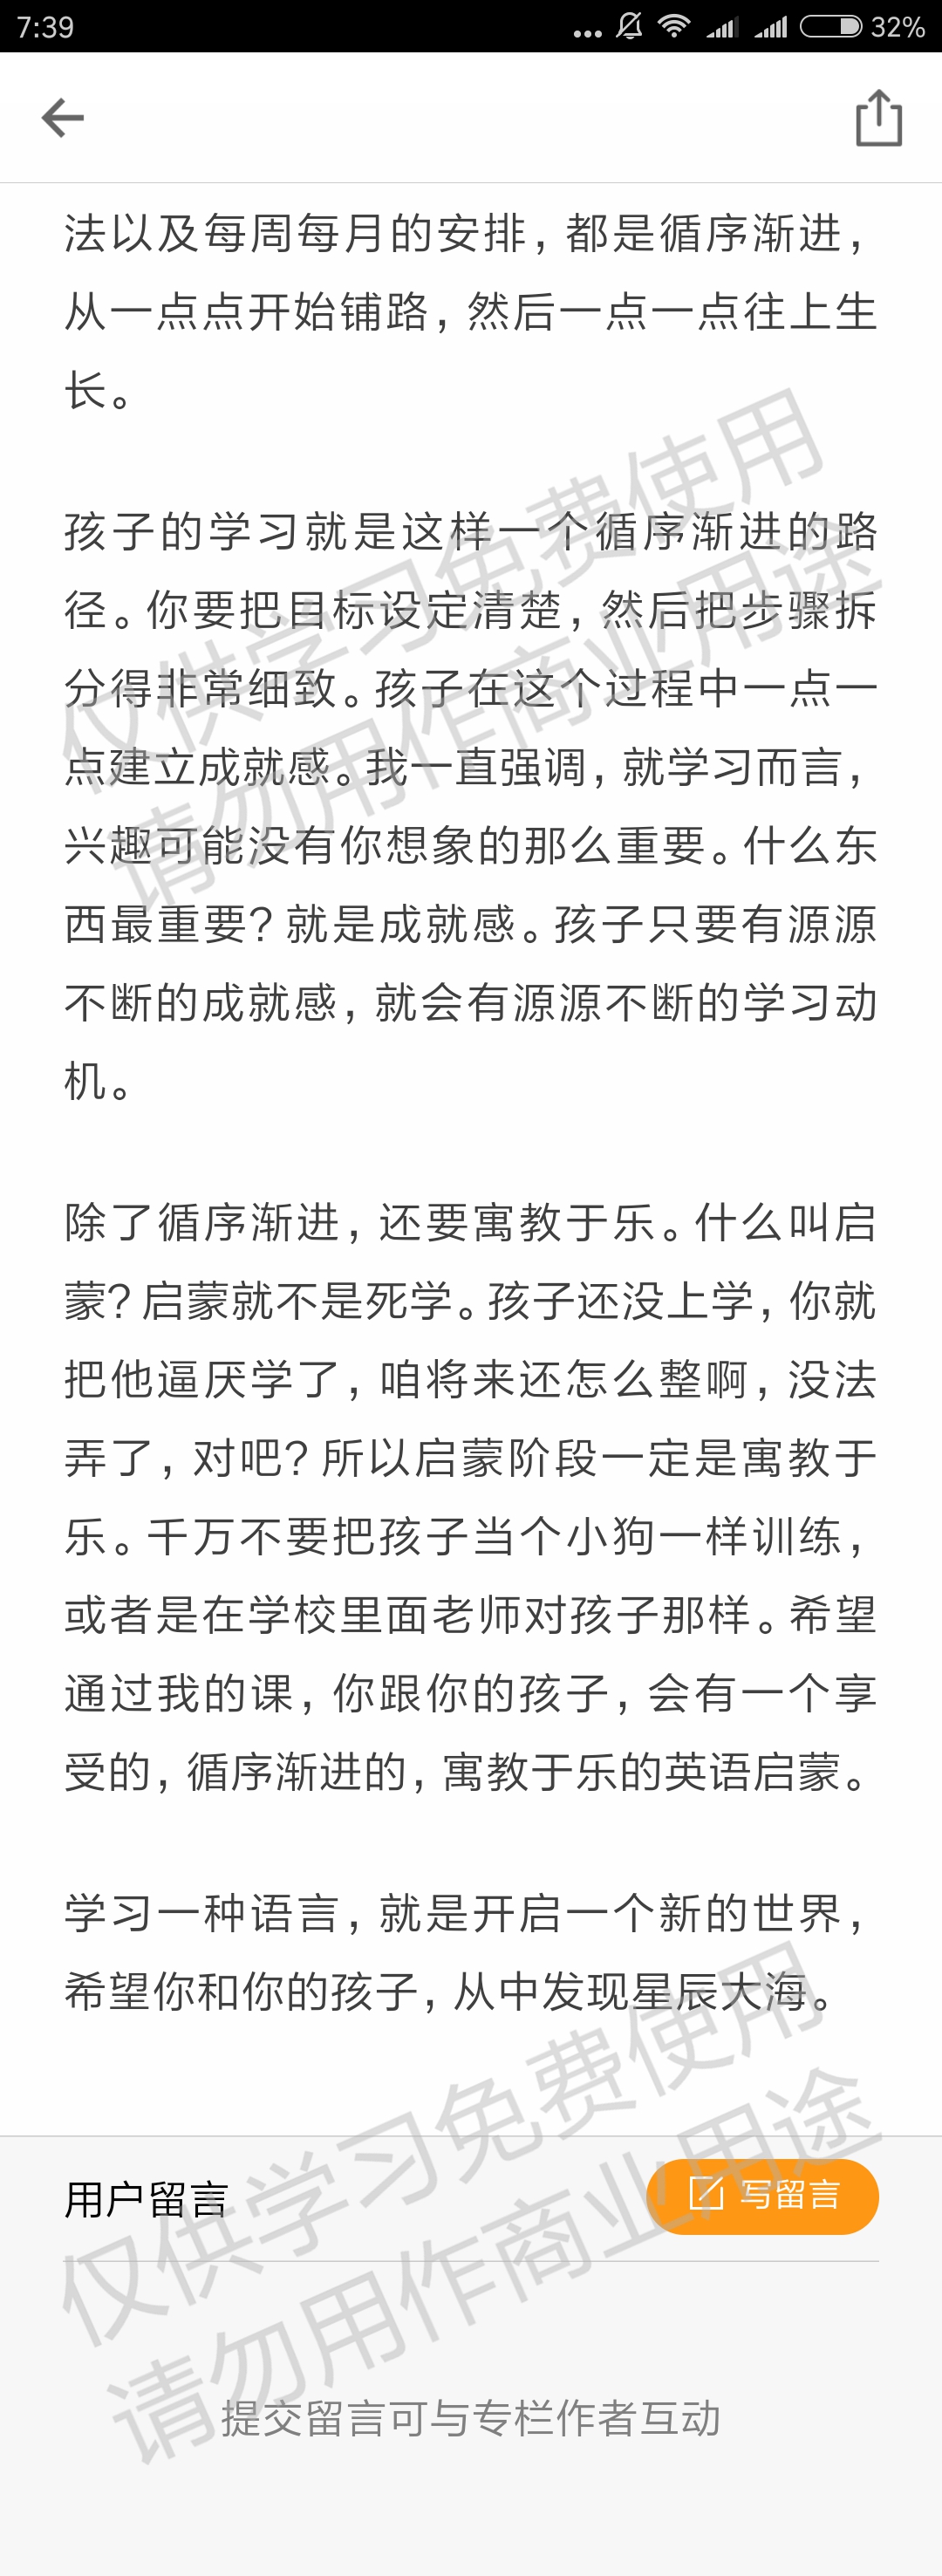 7:39
32%
法以及每周每月的安排，都是循序渐进，
从一点点开始铺路，然后一点一点往上生
长。
孩子的学习就是这样一个循序渐进的路
径。你要把目标设定清楚，然后把步骤拆
分得非常细致。孩子在这个过程中一点一
点建立成就感。我一直强调，就学习而言，
兴趣可能没有你想象的那么重要。什么东
西最重要？就是成就感。孩子只要有源源
不断的成就感，就会有源源不断的学习动
机。
仅供学习免费使用
请勿用作商业用途
除了循序渐进，还要寓教于乐。什么叫启
蒙？启蒙就不是死学。孩子还没上学，你就
把他逼厌学了，咱将来还怎么整啊，没法
弄了，对吧？所以启蒙阶段一定是寓教于
乐。千万不要把孩子当个小狗一样训练，
或者是在学校里面老师对孩子那样。希望
通过我的课，你跟你的孩子，会有一个享
受的，循序渐进的，寓教于乐的英语启蒙。
学习一种语言，就是开启一个新的世界，
希望你和你的孩子，从中发现星辰大海。
用户留言
写留言
仅供学习免费使用
请勿用作商业用途
提交留言可与专栏作者互动